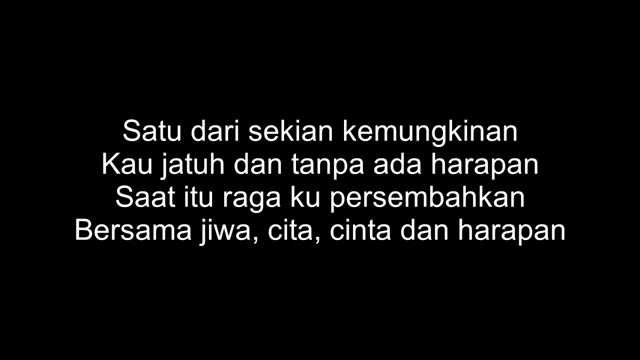 Satu dari sekian kemungkinan
Kau jatuh dan tanpa ada harapan
Saat itu raga ku persembahkan
Bersama jiwa, cita, cinta dan harapan